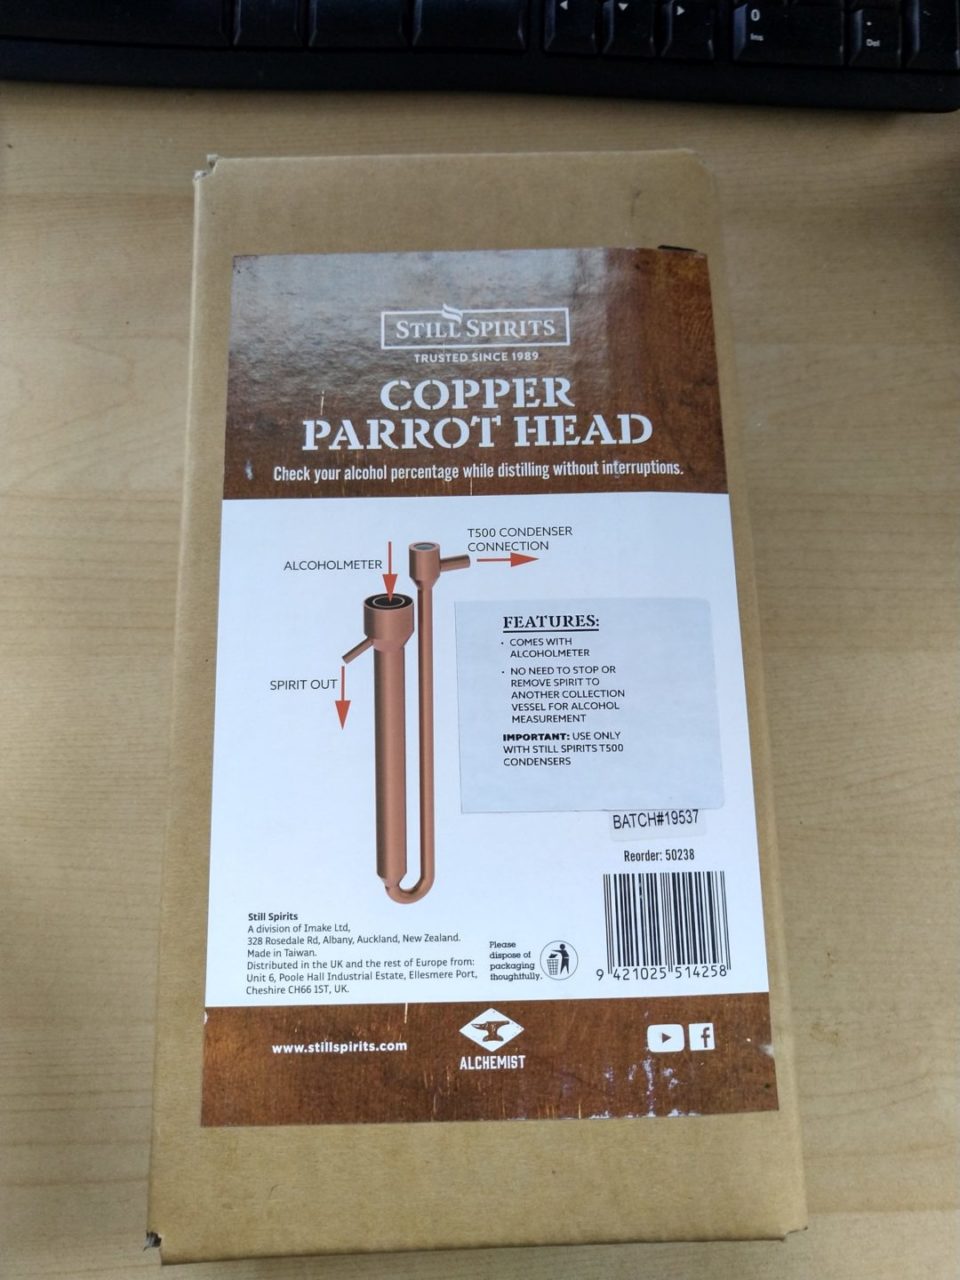 0
Ins
.
Del
STILL SPIRITS
TRUSTED SINCE 1989
COPPER
PARROT HEAD
Check your alcohol percentage while distilling without interruptions.
T500 CONDENSER
CONNECTION
ALCOHOLMETER
SPIRIT OUT
FEATURES:
· COMES WITH
ALCOHOLMETER
· NO NEED TO STOP OR
REMOVE SPIRIT TO
ANOTHER COLLECTION
VESSEL FOR ALCOHOL
MEASUREMENT
IMPORTANT: USE ONLY
WITH STILL SPIRITS T500
CONDENSERS
BATCH#19537
Reorder: 50238
9 421025 514258
Still Spirits
A division of Imake Ltd,
328 Rosedale Rd, Albany, Auckland, New Zealand.
Made in Taiwan.
Distributed in the UK and the rest of Europe from:
Unit 6, Poole Hall Industrial Estate, Ellesmere Port,
Cheshire CH66 1ST, UK.
Please
dispose of
packaging
thoughtfully.
www.stillspirits.com
ALCHEMIST
f